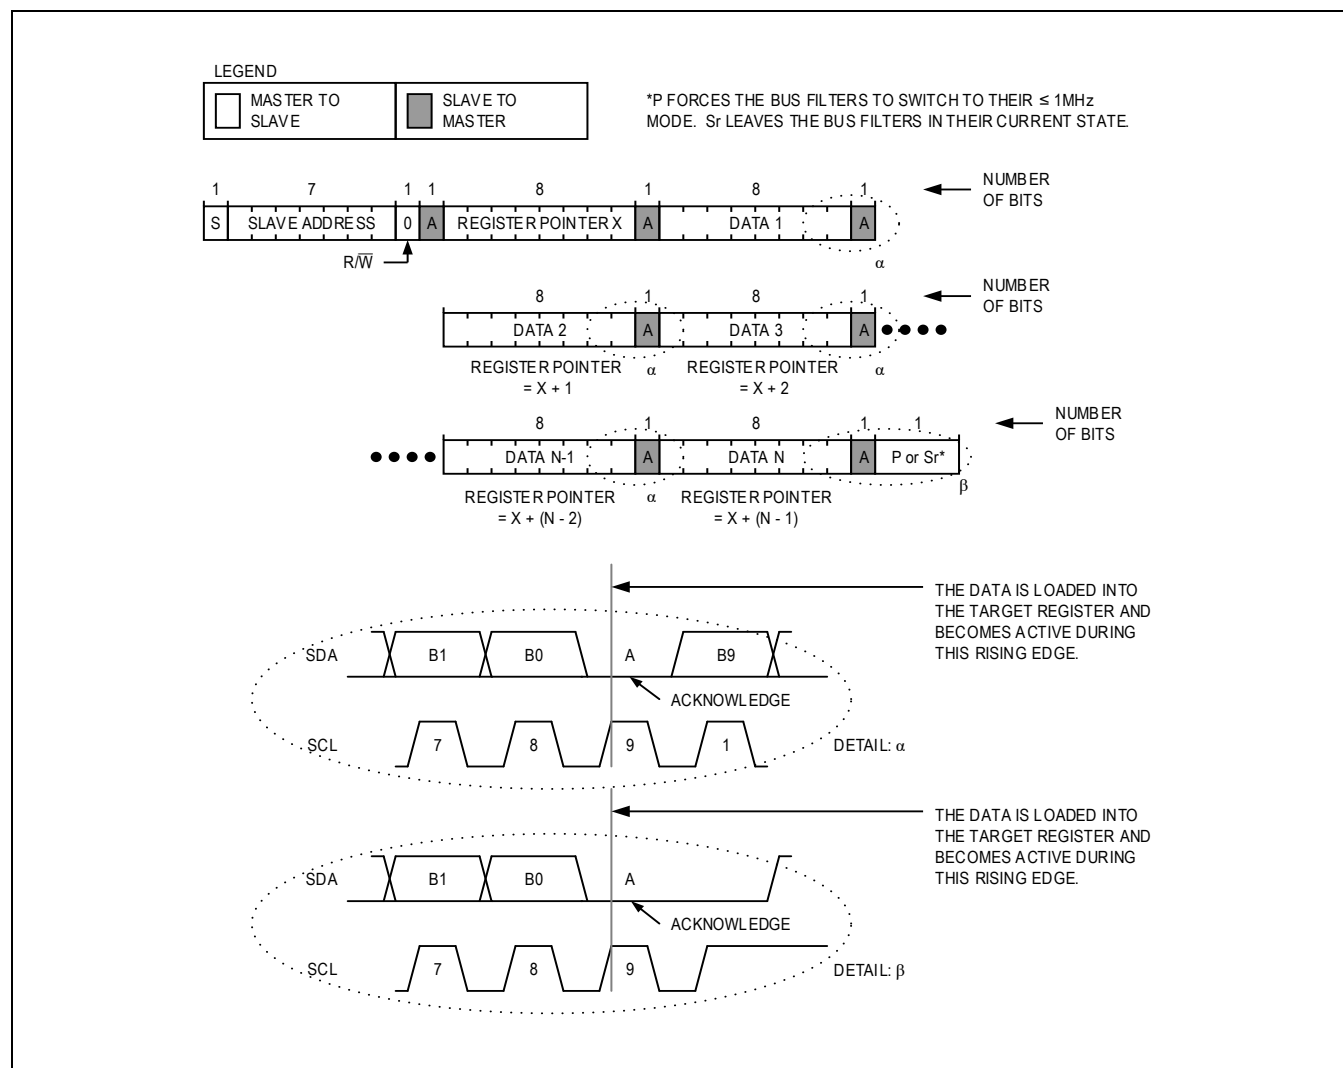 LEGEND
MASTER TO
SLAVE
SLAVE TO
MASTER
*P FORCES THE BUS FILTERS TO SWITCH TO THEIR ≤ 1MHz
MODE. Sr LEAVES THE BUS FILTERS IN THEIR CURRENT STATE.
1 7 1 1 8 1 8 1
NUMBER
OF BITS
S SLAVE ADDRESS 0 A REGISTER POINTER X A DATA 1 A
R/W̅
α
8 1 8 1
NUMBER
OF BITS
DATA 2 A DATA 3 A
REGISTER POINTER
= X + 1
α
REGISTER POINTER
= X + 2
α
8 1 8 1 1
NUMBER
OF BITS
DATA N-1 A DATA N A P or Sr*
β
REGISTER POINTER
= X + (N - 2)
α
REGISTER POINTER
= X + (N - 1)
THE DATA IS LOADED INTO
THE TARGET REGISTER AND
BECOMES ACTIVE DURING
THIS RISING EDGE.
SDA B1 B0 A B9
ACKNOWLEDGE
SCL 7 8 9 1
DETAIL: α
THE DATA IS LOADED INTO
THE TARGET REGISTER AND
BECOMES ACTIVE DURING
THIS RISING EDGE.
SDA B1 B0 A
ACKNOWLEDGE
SCL 7 8 9
DETAIL: β